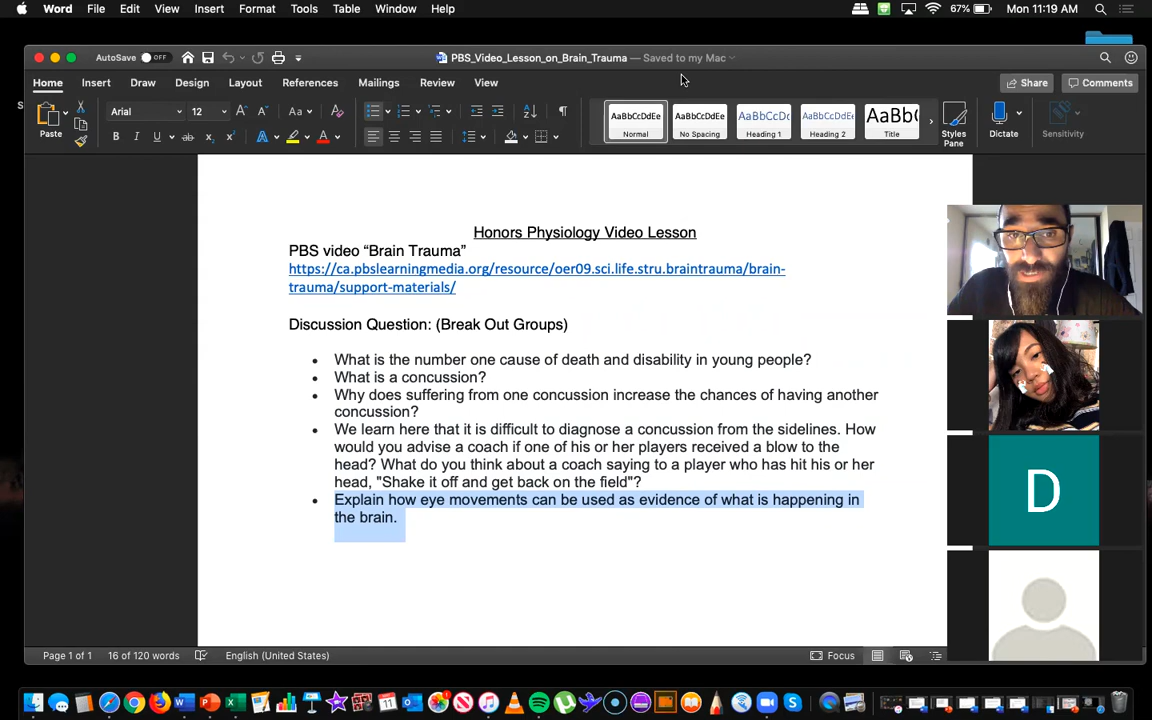 Word File Edit View Insert Format Tools Table Window Help 67% Mon 11:19 AM
AutoSave OFF PBS_Video_Lesson_on_Brain_Trauma — Saved to my Mac
Home Insert Draw Design Layout References Mailings Review View Share Comments
Paste Arial 12 Aa AaBbCcDdEe Normal AaBbCcDdEe No Spacing AaBbCcDc Heading 1 AaBbCcDdEe Heading 2 AaBb( Title Styles Pane Dictate Sensitivity
B I U ab x₂ x² A A
Honors Physiology Video Lesson
PBS video “Brain Trauma”
https://ca.pbslearningmedia.org/resource/oer09.sci.life.stru.braintrauma/brain-
trauma/support-materials/
Discussion Question: (Break Out Groups)
• What is the number one cause of death and disability in young people?
• What is a concussion?
• Why does suffering from one concussion increase the chances of having another
concussion?
• We learn here that it is difficult to diagnose a concussion from the sidelines. How
would you advise a coach if one of his or her players received a blow to the
head? What do you think about a coach saying to a player who has hit his or her
head, "Shake it off and get back on the field"?
• Explain how eye movements can be used as evidence of what is happening in
the brain.
D
Page 1 of 1 16 of 120 words English (United States) Focus